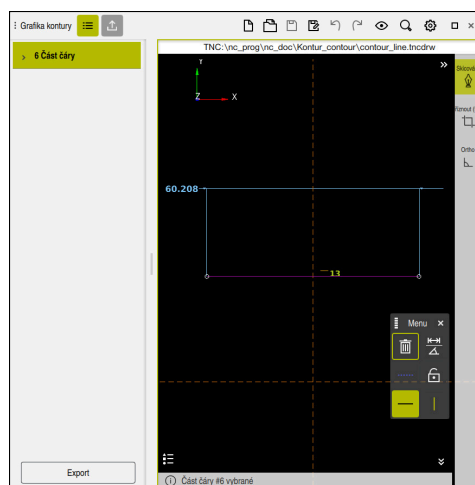 Grafika kontury
TNC:\nc_prog\nc_doc\Kontur_contour\contour_line.tncdrw
6 Část čáry
Y
Z
X
60.208
13
Menu
Ortho
Export
Část čáry #6 vybrané